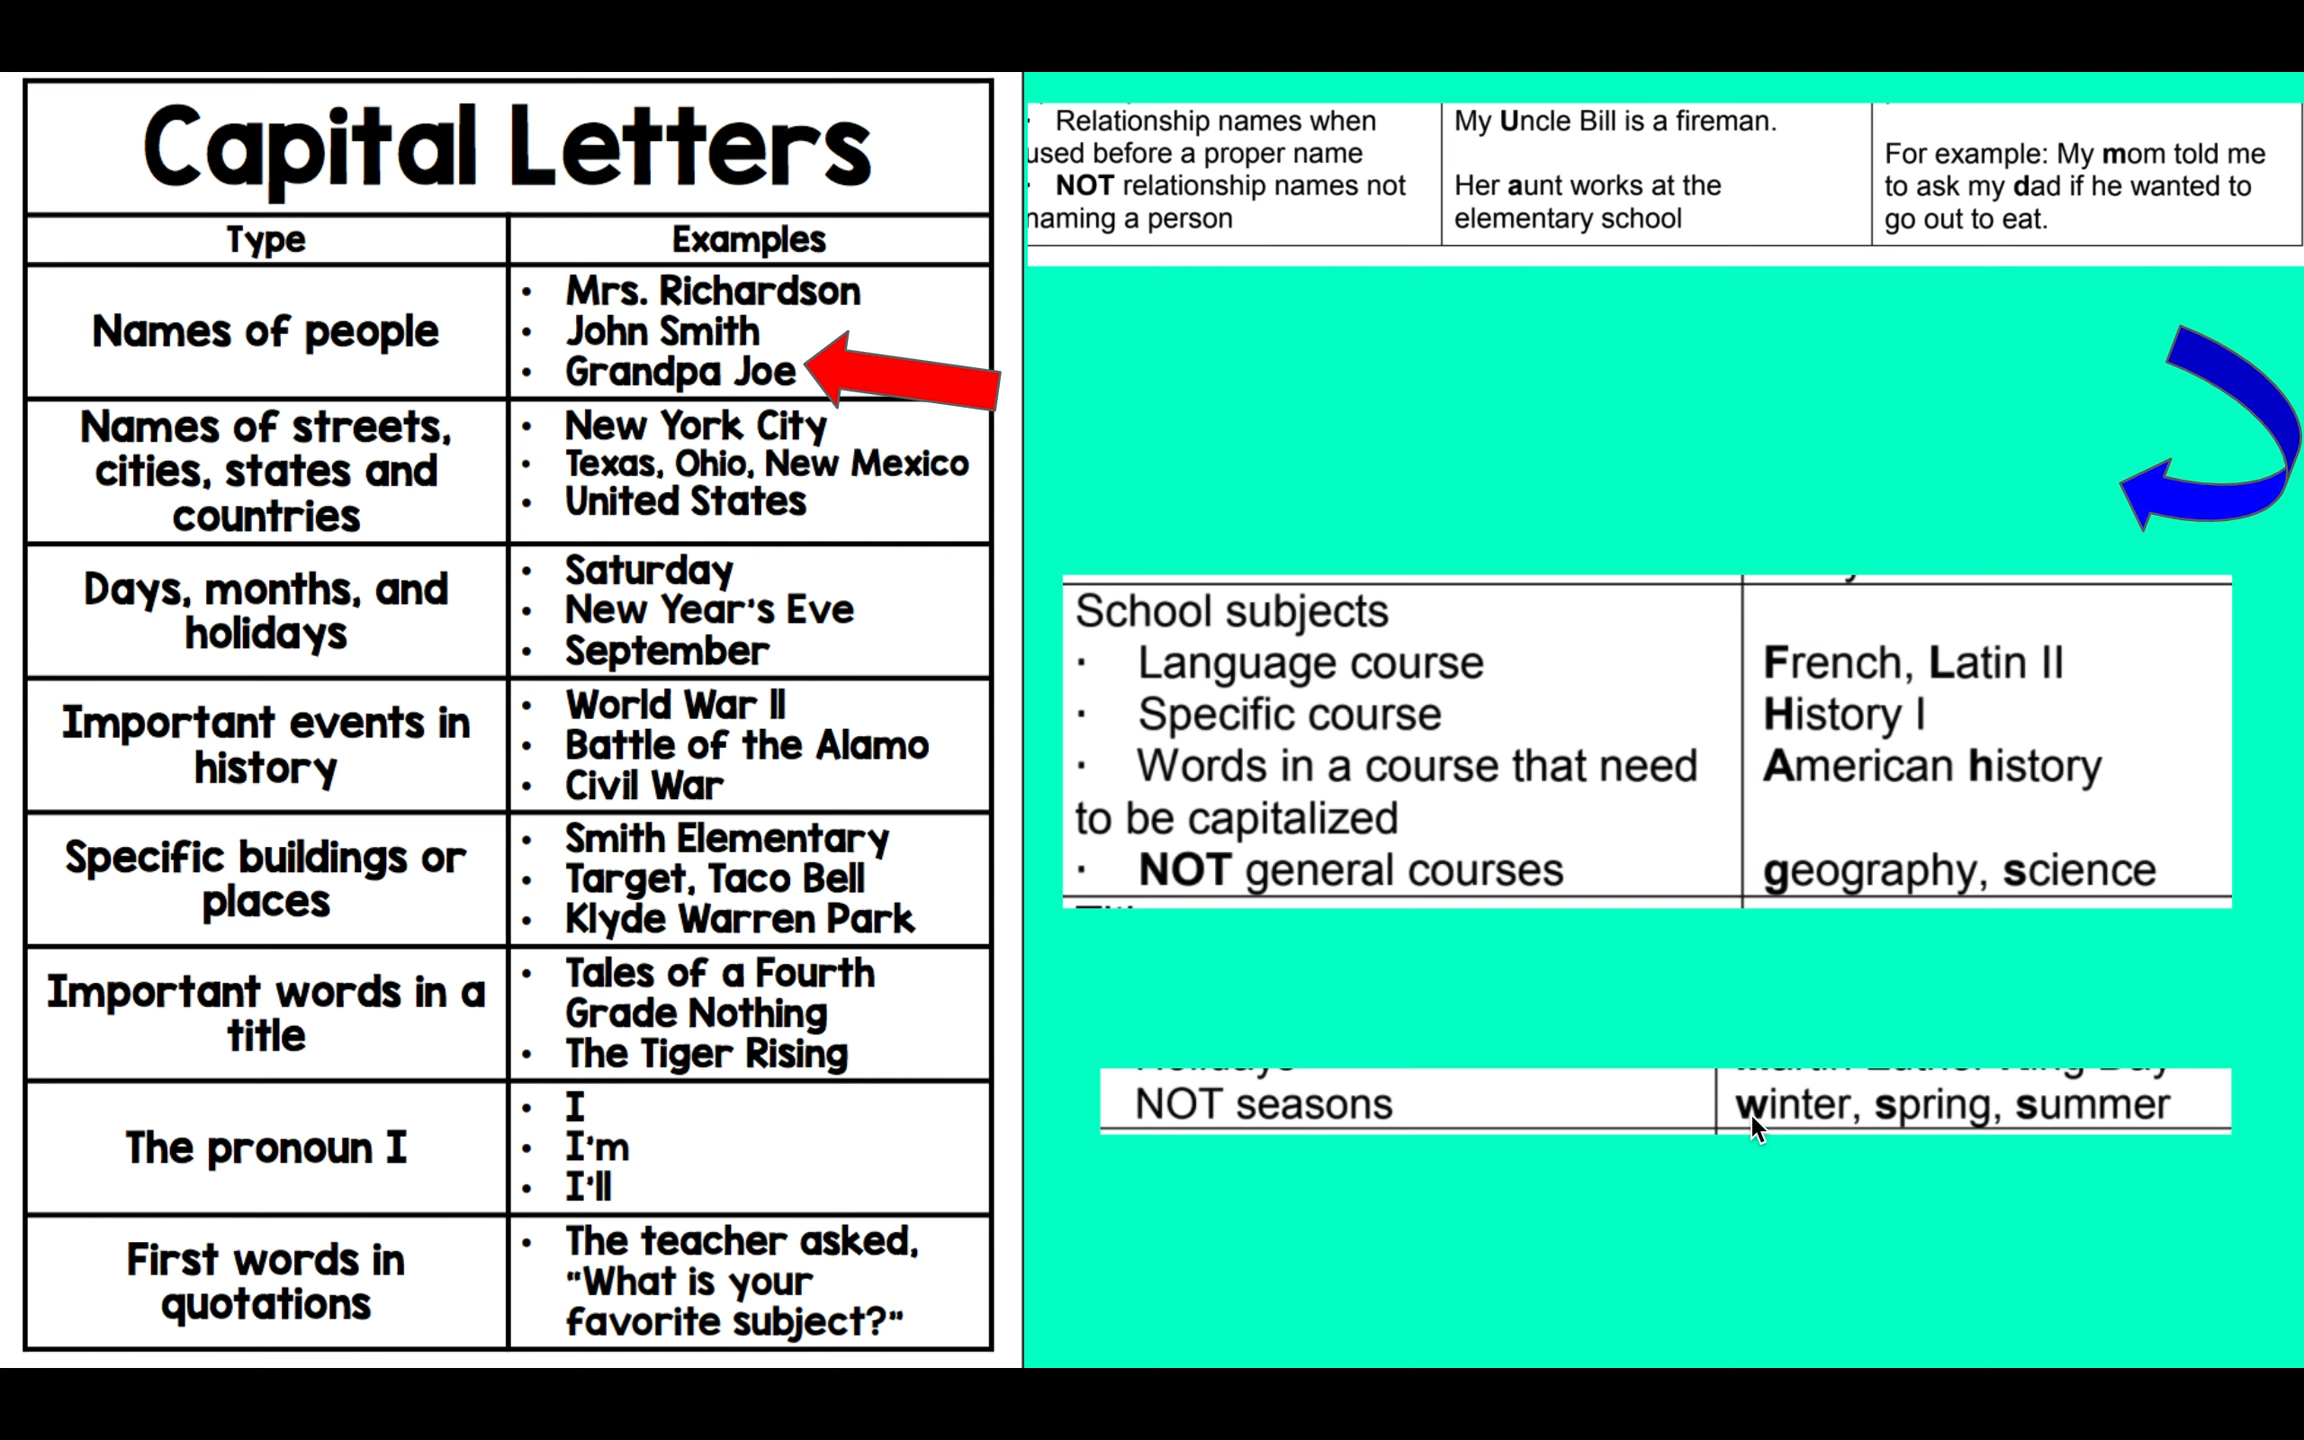 Capital Letters
Type
Examples
Names of people
• Mrs. Richardson
• John Smith
• Grandpa Joe
Names of streets,
cities, states and
countries
• New York City
• Texas, Ohio, New Mexico
• United States
Days, months, and
holidays
• Saturday
• New Year's Eve
• September
Important events in
history
• World War II
• Battle of the Alamo
• Civil War
Specific buildings or
places
• Smith Elementary
• Target, Taco Bell
• Klyde Warren Park
Important words in a
title
• Tales of a Fourth
Grade Nothing
• The Tiger Rising
The pronoun I
• I
• I'm
• I'll
First words in
quotations
• The teacher asked,
"What is your
favorite subject?"
· Relationship names when
used before a proper name
· NOT relationship names not
naming a person
My Uncle Bill is a fireman.
Her aunt works at the
elementary school
For example: My mom told me
to ask my dad if he wanted to
go out to eat.
School subjects
· Language course
· Specific course
· Words in a course that need
to be capitalized
· NOT general courses
French, Latin II
History I
American history
geography, science
NOT seasons
winter, spring, summer